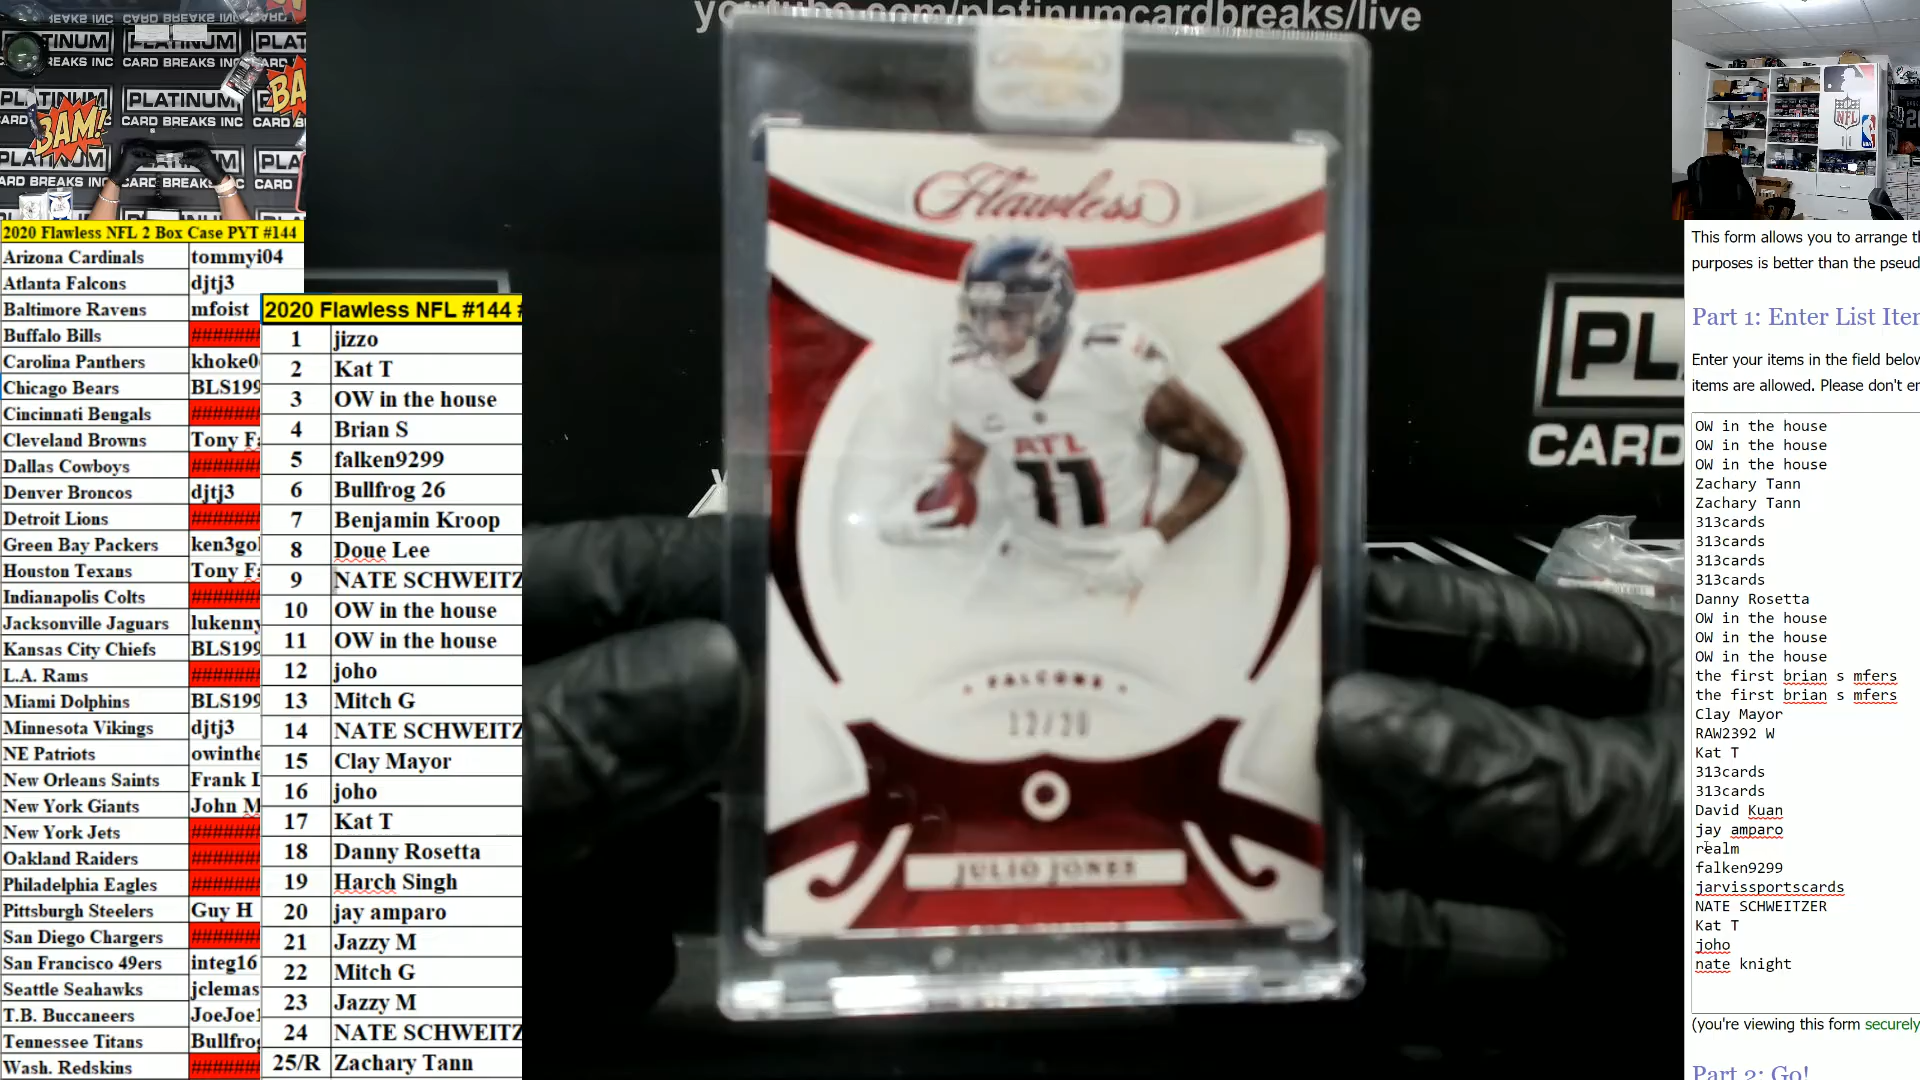 youtube.com/platinumcardbreaks/live
2020 Flawless NFL 2 Box Case PYT #144
Arizona Cardinals tommyi04
Atlanta Falcons djtj3
Baltimore Ravens mfoist
Buffalo Bills #######
Carolina Panthers khoke0
Chicago Bears BLS199
Cincinnati Bengals #######
Cleveland Browns Tony F
Dallas Cowboys #######
Denver Broncos djtj3
Detroit Lions #######
Green Bay Packers ken3go
Houston Texans Tony F
Indianapolis Colts #######
Jacksonville Jaguars lukenny
Kansas City Chiefs BLS199
L.A. Rams #######
Miami Dolphins BLS199
Minnesota Vikings djtj3
NE Patriots owinthe
New Orleans Saints Frank
New York Giants John M
New York Jets #######
Oakland Raiders #######
Philadelphia Eagles #######
Pittsburgh Steelers Guy H
San Diego Chargers #######
San Francisco 49ers integ16
Seattle Seahawks jclemas
T.B. Buccaneers JoeJoe
Tennessee Titans Bullfro
Wash. Redskins #######
2020 Flawless NFL #144
1 jizzo
2 Kat T
3 OW in the house
4 Brian S
5 falken9299
6 Bullfrog 26
7 Benjamin Kroop
8 Doue Lee
9 NATE SCHWEITZ
10 OW in the house
11 OW in the house
12 joho
13 Mitch G
14 NATE SCHWEITZ
15 Clay Mayor
16 joho
17 Kat T
18 Danny Rosetta
19 Harch Singh
20 jay amparo
21 Jazzy M
22 Mitch G
23 Jazzy M
24 NATE SCHWEITZ
25/R Zachary Tann
Flawless
ATL
11
FALCONS
12/20
JULIO JONES
PL
CARD
NFL
This form allows you to arrange th
purposes is better than the pseud
Part 1: Enter List Iter
Enter your items in the field below
items are allowed. Please don't en
OW in the house
OW in the house
OW in the house
Zachary Tann
Zachary Tann
313cards
313cards
313cards
313cards
Danny Rosetta
OW in the house
OW in the house
OW in the house
the first brian s mfers
the first brian s mfers
Clay Mayor
RAW2392 W
Kat T
313cards
313cards
David Kuan
jay amparo
realm
falken9299
jarvissportscards
NATE SCHWEITZER
Kat T
joho
nate knight
(you're viewing this form securely
Part 2: Go!
PLATINUM
CARD BREAKS INC
BAM!